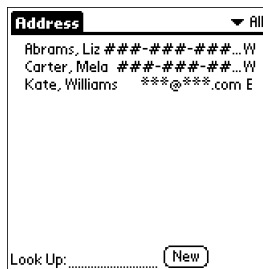 Address ▼ All
Abrams, Liz ###-###-###...W
Carter, Mela ###-###-##...W
Kate, Williams ***@***.com E
Look Up: New